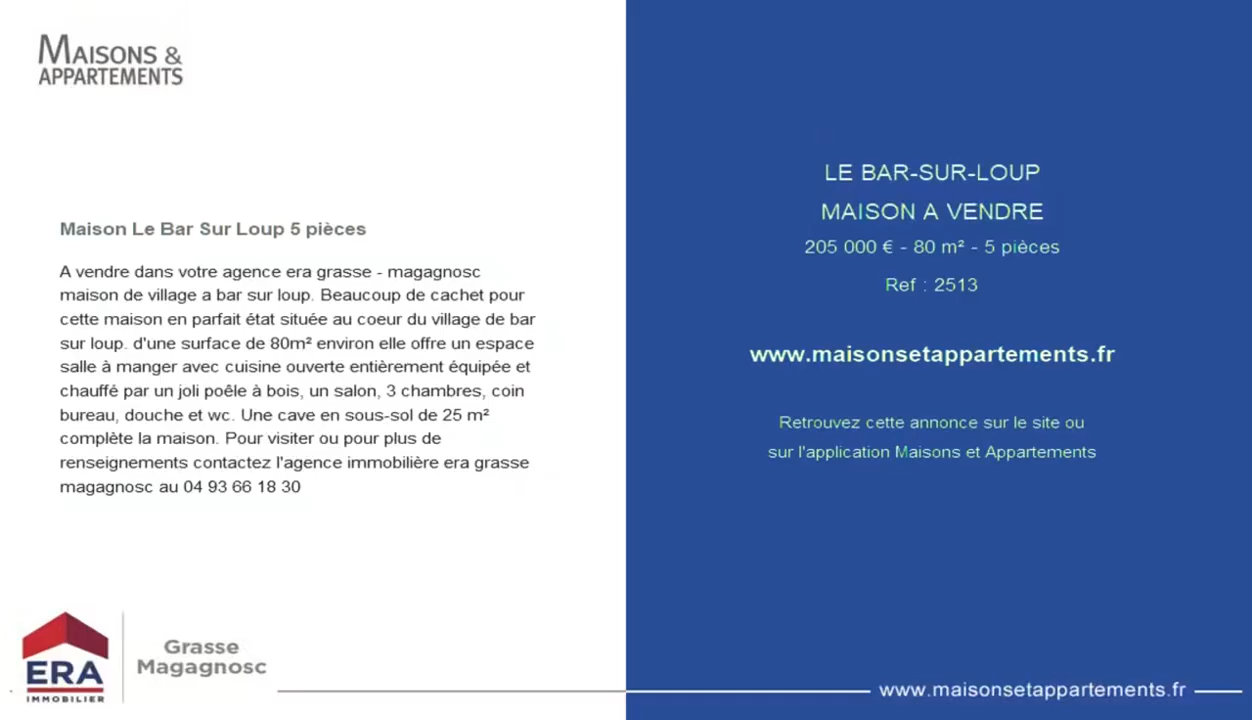 MAISONS &
APPARTEMENTS
Maison Le Bar Sur Loup 5 pièces
A vendre dans votre agence era grasse - magagnosc
maison de village a bar sur loup. Beaucoup de cachet pour
cette maison en parfait état située au coeur du village de bar
sur loup. d'une surface de 80m² environ elle offre un espace
salle à manger avec cuisine ouverte entièrement équipée et
chauffé par un joli poêle à bois, un salon, 3 chambres, coin
bureau, douche et wc. Une cave en sous-sol de 25 m²
complète la maison. Pour visiter ou pour plus de
renseignements contactez l'agence immobilière era grasse
magagnosc au 04 93 66 18 30
ERA
IMMOBILIER
Grasse
Magagnosc
LE BAR-SUR-LOUP
MAISON A VENDRE
205 000 € - 80 m² - 5 pièces
Ref : 2513
www.maisonsetappartements.fr
Retrouvez cette annonce sur le site ou
sur l'application Maisons et Appartements
www.maisonsetappartements.fr